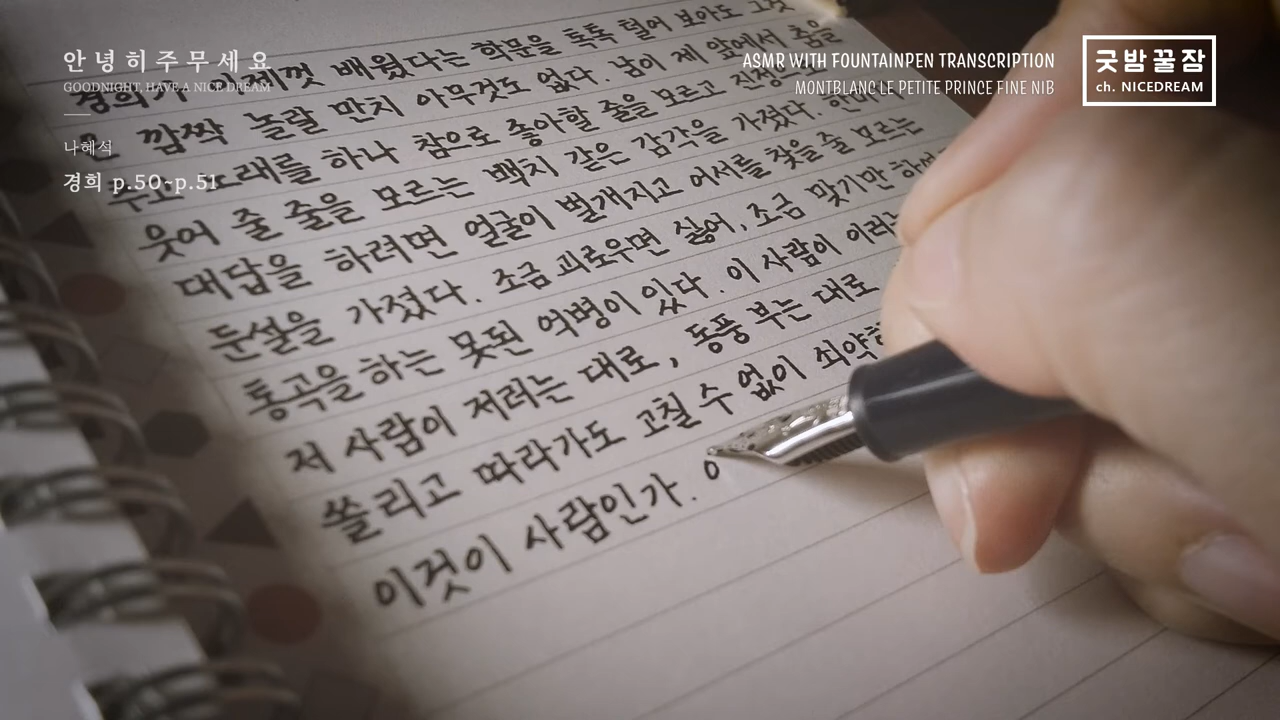 안녕히주무세요
GOODNIGHT, HAVE A NICE DREAM
나혜석
경희 p.50~p.51
ASMR WITH FOUNTAINPEN TRANSCRIPTION
MONTBLANC LE PETITE PRINCE FINE NIB
굿밤꿀잠
ch. NICEDREAM
경희가 이제껏 배웠다는 학문을 톡톡 털어 보아도 그것
은 깜짝 놀랄 만치 아무것도 없다. 남이 제 앞에서 춤을
추고 노래를 하나 참으로 좋아할 줄을 모르고 진정으로
웃어 줄 줄을 모르는 백치 같은 감각을 가졌다. 한마디
대답을 하려면 얼굴이 벌개지고 어서를 찾을 줄 모르는
둔설을 가졌다. 조금 괴로우면 싫어, 조금 맞기만 하여
통곡을 하는 못된 억병이 있다. 이 사람이 이러는
저 사람이 저러는 대로, 동풍 부는 대로
쏠리고 따라가도 고칠 수 없이 쇠약하
이것이 사람인가. 이